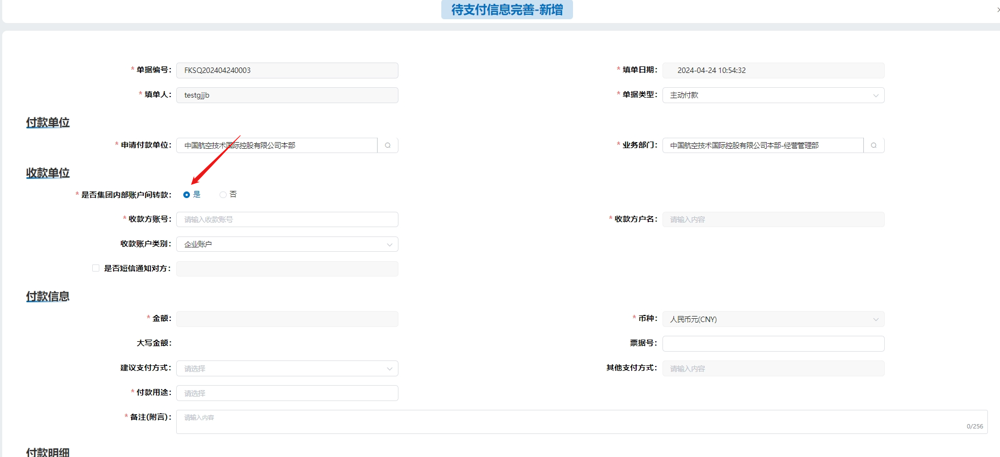 待支付信息完善-新增
* 单据编号： FKSQ202404240003
* 填单日期： 2024-04-24 10:54:32
* 填单人： testgjjb
* 单据类型： 主动付款
付款单位
* 申请付款单位： 中国航空技术国际控股有限公司本部
* 业务部门： 中国航空技术国际控股有限公司本部-经营管理部
收款单位
* 是否集团内部账户间转款： 是 否
* 收款方账号： 请输入收款账号
* 收款方户名： 请输入内容
收款账户类别： 企业账户
是否短信通知对方：
付款信息
* 金额：
* 币种： 人民币元(CNY)
大写金额：
票据号：
建议支付方式： 请选择
其他支付方式： 请输入内容
* 付款用途： 请选择
* 备注(附言)： 请输入内容
0/256
付款明细